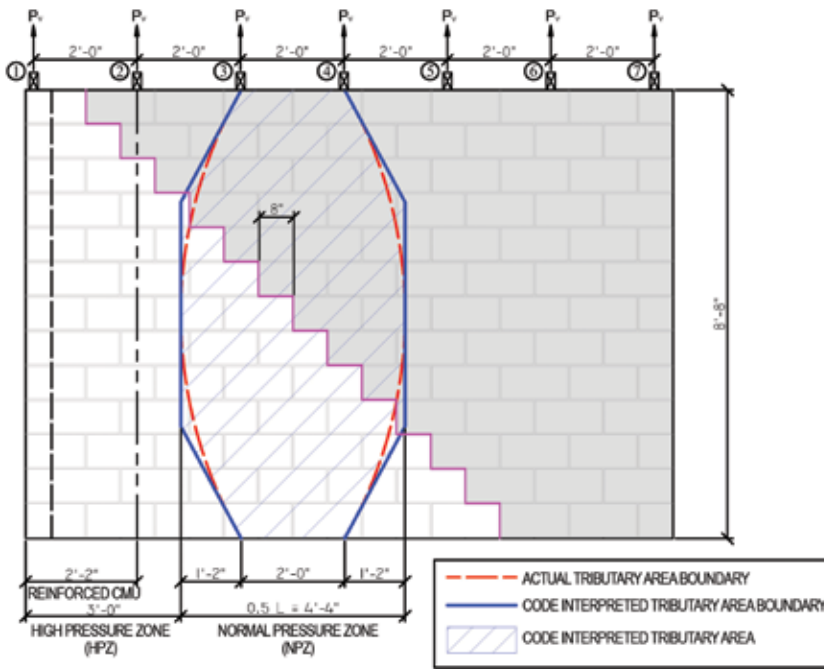 Pᵥ Pᵥ Pᵥ Pᵥ Pᵥ Pᵥ Pᵥ
2'-0" 2'-0" 2'-0" 2'-0" 2'-0" 2'-0"
1 2 3 4 5 6 7
8"
8'-8"
2'-2" 1'-2" 2'-0" 1'-2"
REINFORCED CMU
3'-0" 0.5 L = 4'-4"
HIGH PRESSURE ZONE NORMAL PRESSURE ZONE
(HPZ) (NPZ)
ACTUAL TRIBUTARY AREA BOUNDARY
CODE INTERPRETED TRIBUTARY AREA BOUNDARY
CODE INTERPRETED TRIBUTARY AREA